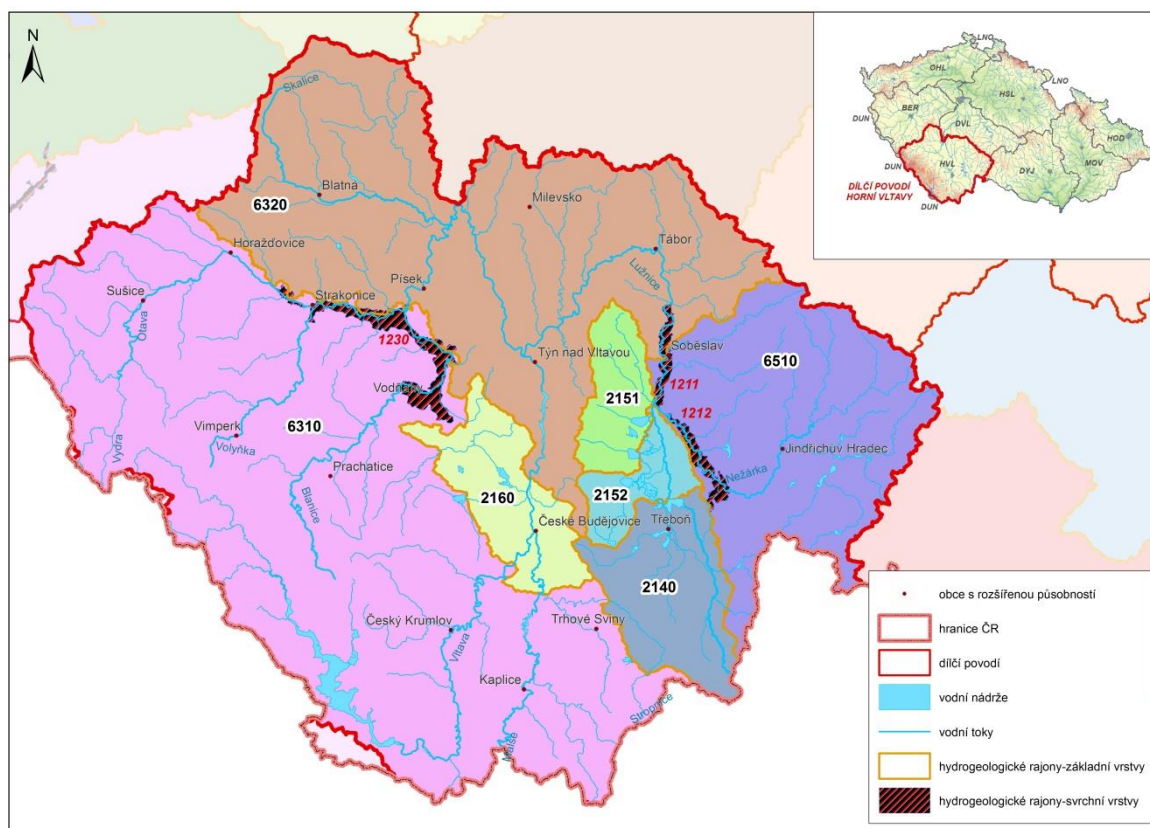 N
LNO
OHL
LNO
HSL
BER
DUN
DVL
HOD
DUN
HVL
MOV
DYJ
DÍLČÍ POVODÍ
HORNÍ VLTAVY
DUN
Skalice
Blatná
Milevsko
6320
Horažďovice
Tábor
Lužnice
Písek
Sušice
Strakonice
Otava
1230
Týn nad Vltavou
Soběslav
6510
2151
1211
Vodňany
1212
Vimperk
Volyňka
6310
Vydra
Prachatice
Jindřichův Hradec
Nežárka
Blanice
2160
2152
České Budějovice
Třeboň
2140
Český Krumlov
Vltava
Trhové Sviny
Kaplice
Stropnice
Malše
obce s rozšířenou působností
hranice ČR
dílčí povodí
vodní nádrže
vodní toky
hydrogeologické rajony-základní vrstvy
hydrogeologické rajony-svrchní vrstvy